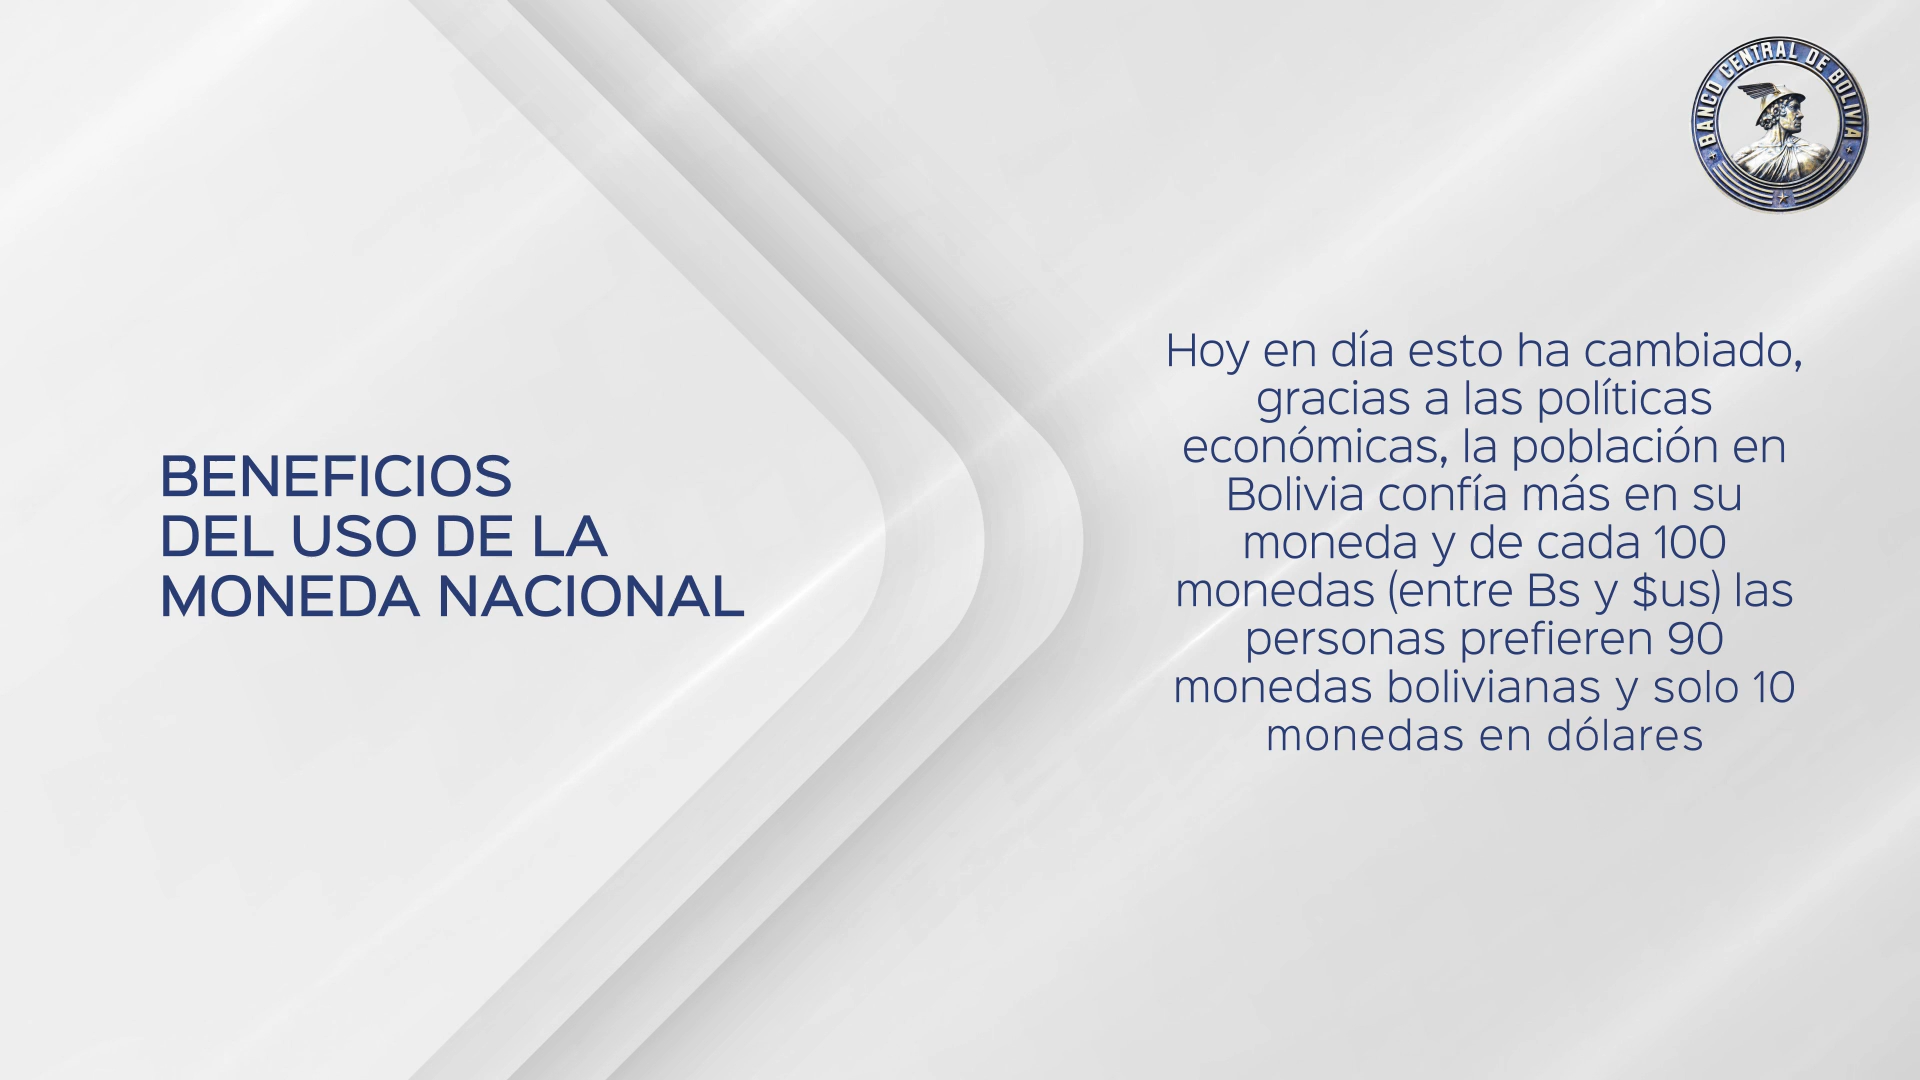 BANCO CENTRAL DE BOLIVIA
BENEFICIOS
DEL USO DE LA
MONEDA NACIONAL
Hoy en día esto ha cambiado,
gracias a las políticas
económicas, la población en
Bolivia confía más en su
moneda y de cada 100
monedas (entre Bs y $us) las
personas prefieren 90
monedas bolivianas y solo 10
monedas en dólares